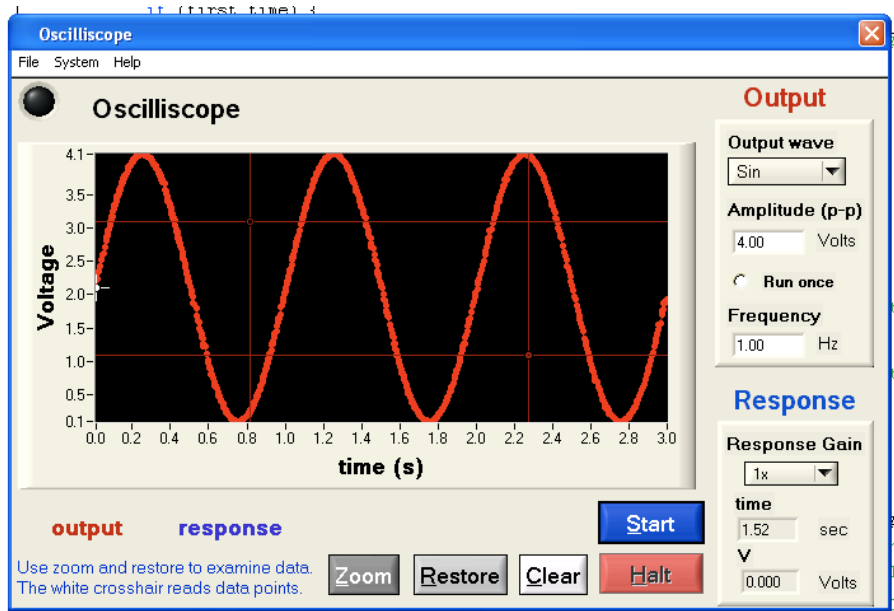 if (first time) {
Oscilliscope
File System Help
Oscilliscope
Output
Output wave
Sin
Amplitude (p-p)
4.00 Volts
Run once
Frequency
1.00 Hz
Voltage
4.1
3.5
3.0
2.5
2.0
1.5
1.0
0.5
0.1
0.0 0.2 0.4 0.6 0.8 1.0 1.2 1.4 1.6 1.8 2.0 2.2 2.4 2.6 2.8 3.0
time (s)
Response
Response Gain
1x
time
1.52 sec
V
0.000 Volts
output response
Start
Use zoom and restore to examine data.
The white crosshair reads data points.
Zoom Restore Clear Halt